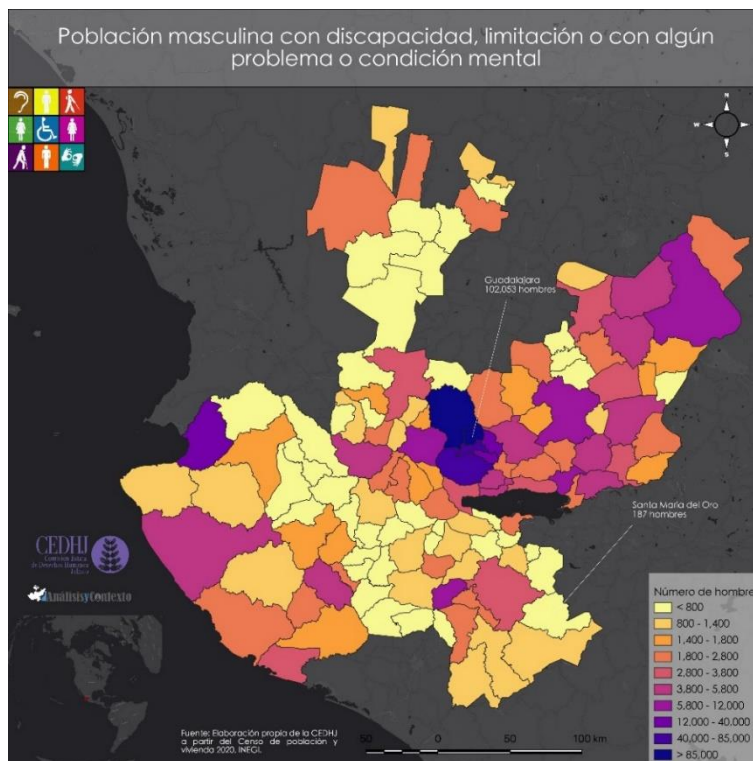 Población masculina con discapacidad, limitación o con algún
problema o condición mental
N
W
E
S
Guadalajara
102,053 hombres
Santa María del Oro
187 hombres
CEDHJ
Comisión Estatal
de Derechos Humanos
Jalisco
AnálisisyContexto
Número de hombre
< 800
800 - 1,400
1,400 - 1,800
1,800 - 2,800
2,800 - 3,800
3,800 - 5,800
5,800 - 12,000
12,000 - 40,000
40,000 - 85,000
> 85,000
Fuente: Elaboración propia de la CEDHJ
a partir del Censo de población y
vivienda 2020, INEGI.
50
0
50
100 km